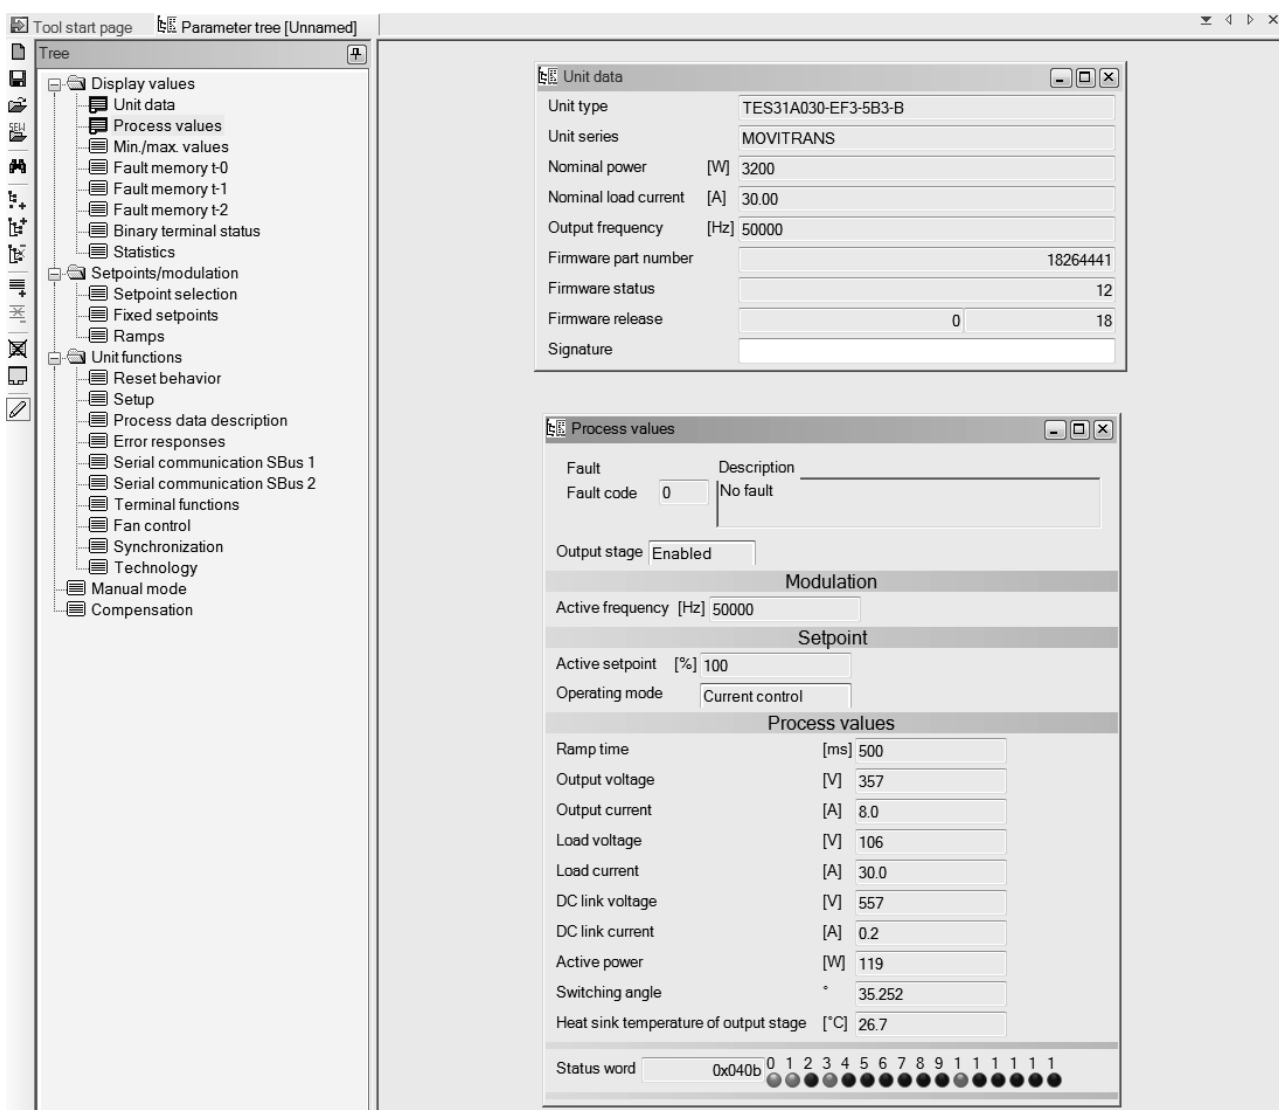 Tool start page Parameter tree [Unnamed]
Tree
Display values
Unit data
Process values
Min./max. values
Fault memory t-0
Fault memory t-1
Fault memory t-2
Binary terminal status
Statistics
Setpoints/modulation
Setpoint selection
Fixed setpoints
Ramps
Unit functions
Reset behavior
Setup
Process data description
Error responses
Serial communication SBus 1
Serial communication SBus 2
Terminal functions
Fan control
Synchronization
Technology
Manual mode
Compensation
SEW
Unit data
Unit type TES31A030-EF3-5B3-B
Unit series MOVITRANS
Nominal power [W] 3200
Nominal load current [A] 30.00
Output frequency [Hz] 50000
Firmware part number 18264441
Firmware status 12
Firmware release 0 18
Signature
Process values
Fault Description
Fault code 0 No fault
Output stage Enabled
Modulation
Active frequency [Hz] 50000
Setpoint
Active setpoint [%] 100
Operating mode Current control
Process values
Ramp time [ms] 500
Output voltage [V] 357
Output current [A] 8.0
Load voltage [V] 106
Load current [A] 30.0
DC link voltage [V] 557
DC link current [A] 0.2
Active power [W] 119
Switching angle ° 35.252
Heat sink temperature of output stage [°C] 26.7
Status word 0x040b 0 1 2 3 4 5 6 7 8 9 1 1 1 1 1 1